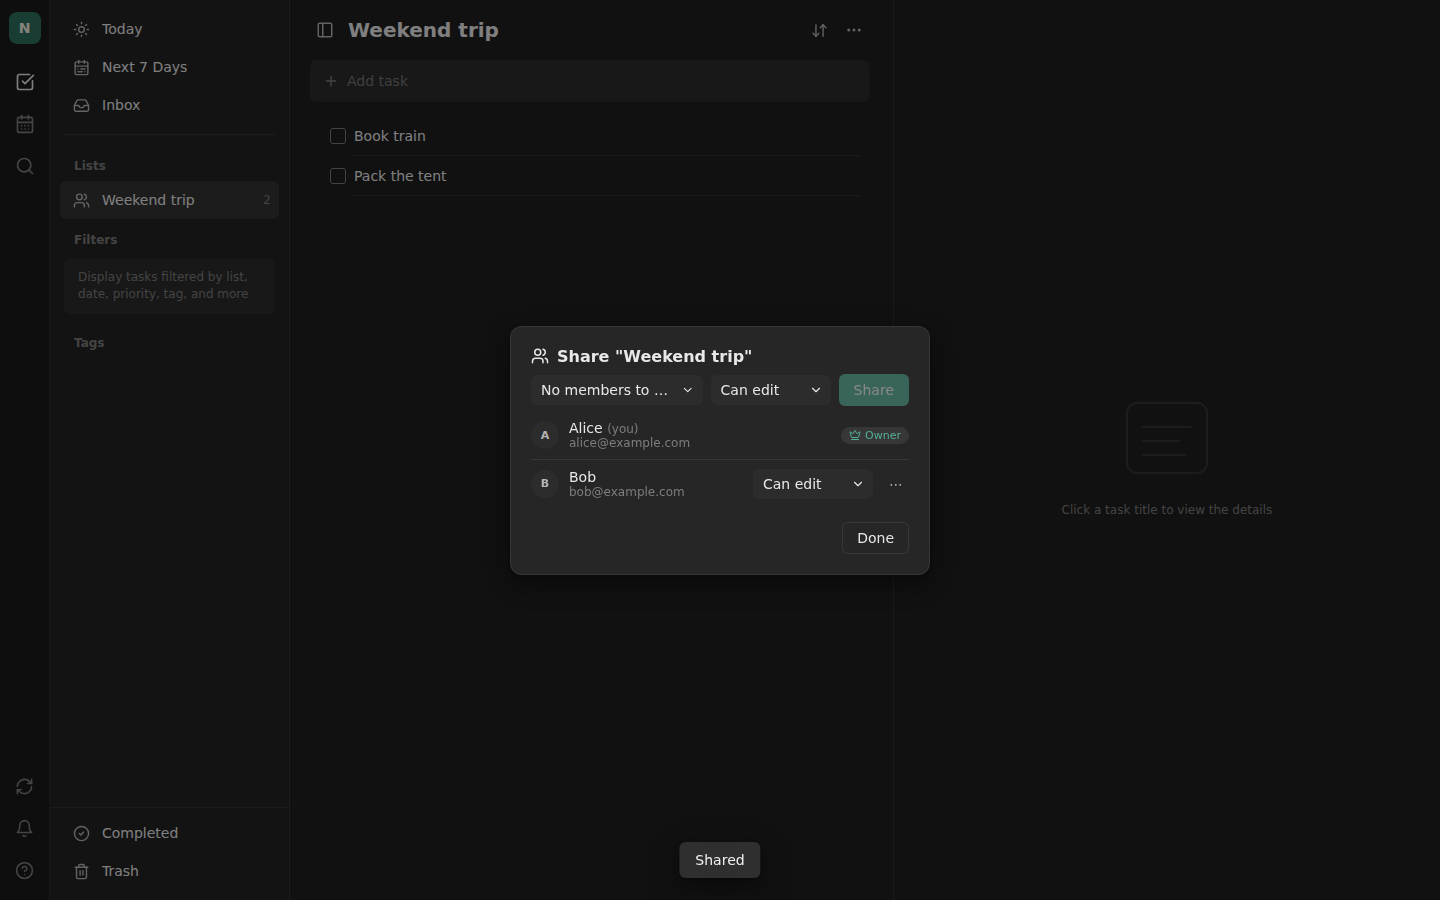 N
Today
Next 7 Days
Inbox
Lists
Weekend trip 2
Filters
Display tasks filtered by list,
date, priority, tag, and more
Tags
Completed
Trash
Weekend trip
Add task
Book train
Pack the tent
Click a task title to view the details
Share "Weekend trip"
No members to ... Can edit Share
A Alice (you)
alice@example.com
Owner
B Bob
bob@example.com
Can edit
Done
Shared